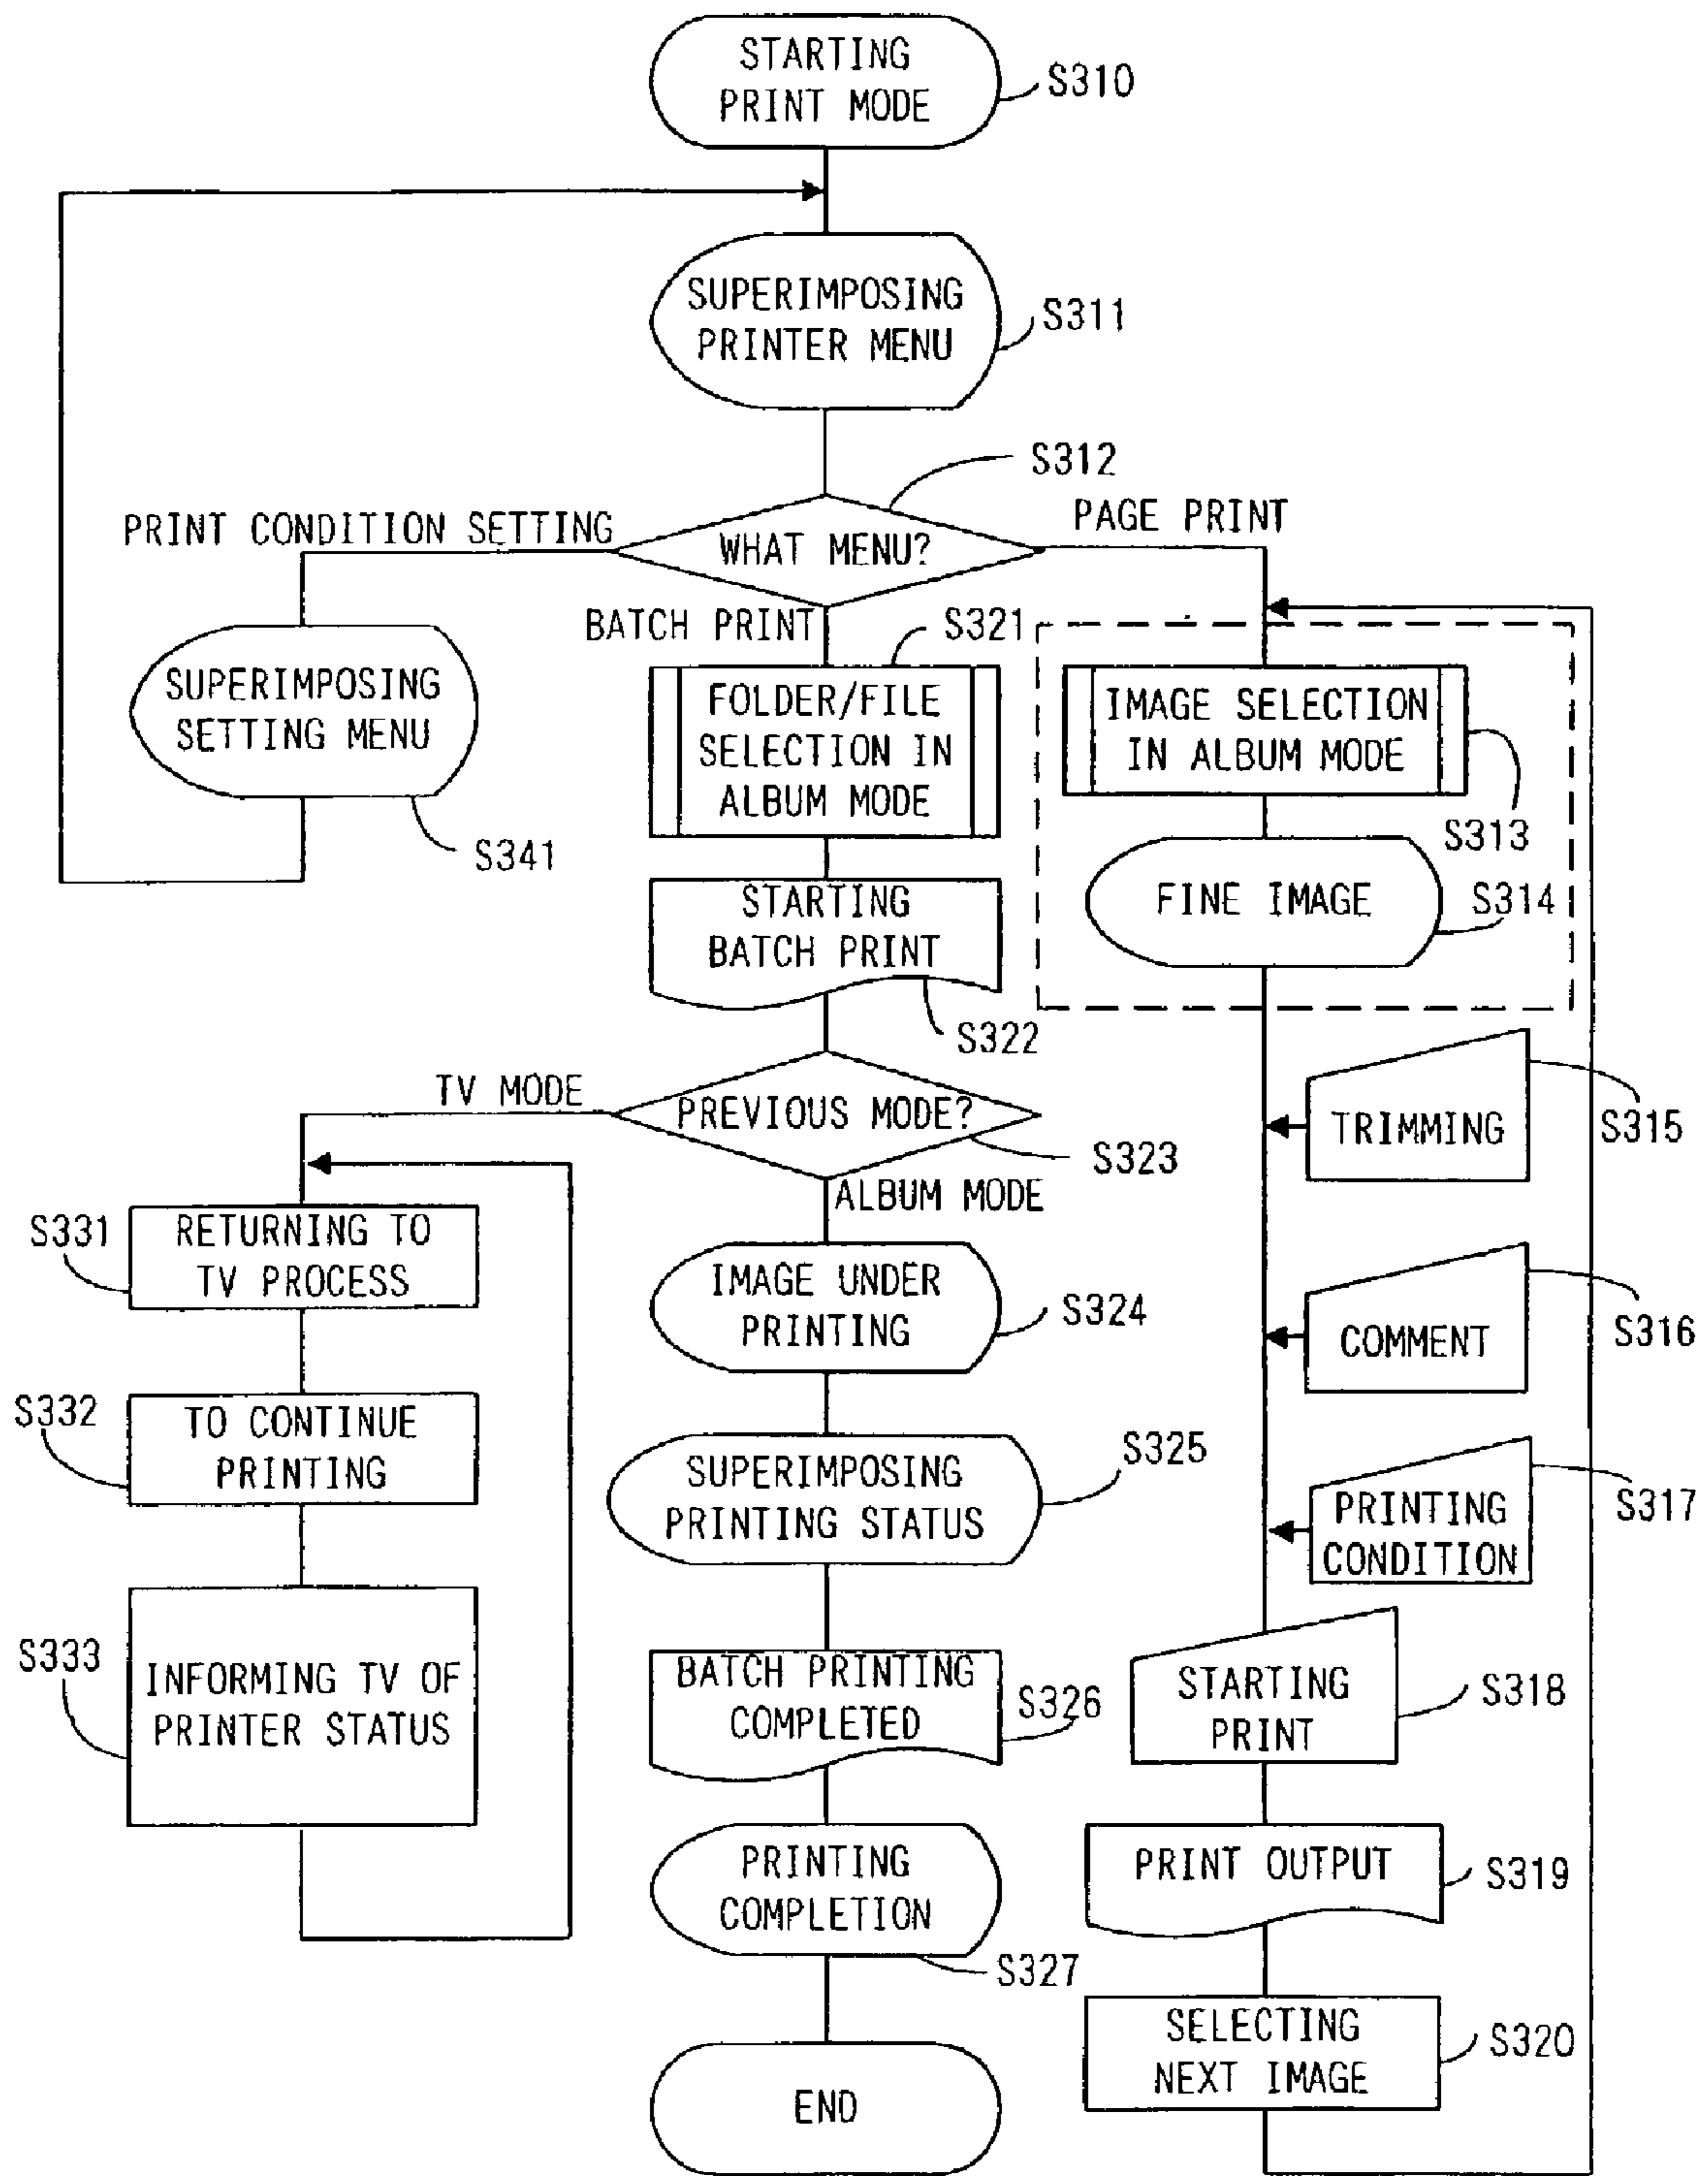 STARTING
PRINT MODE
S310
SUPERIMPOSING
PRINTER MENU
S311
S312
WHAT MENU?
PRINT CONDITION SETTING
PAGE PRINT
BATCH PRINT
SUPERIMPOSING
SETTING MENU
S341
S321
FOLDER/FILE
SELECTION IN
ALBUM MODE
STARTING
BATCH PRINT
S322
PREVIOUS MODE?
S323
TV MODE
ALBUM MODE
S331
RETURNING TO
TV PROCESS
S332
TO CONTINUE
PRINTING
S333
INFORMING TV OF
PRINTER STATUS
IMAGE UNDER
PRINTING
S324
SUPERIMPOSING
PRINTING STATUS
S325
BATCH PRINTING
COMPLETED
S326
PRINTING
COMPLETION
S327
END
IMAGE SELECTION
IN ALBUM MODE
S313
FINE IMAGE
S314
TRIMMING
S315
COMMENT
S316
PRINTING
CONDITION
S317
STARTING
PRINT
S318
PRINT OUTPUT
S319
SELECTING
NEXT IMAGE
S320